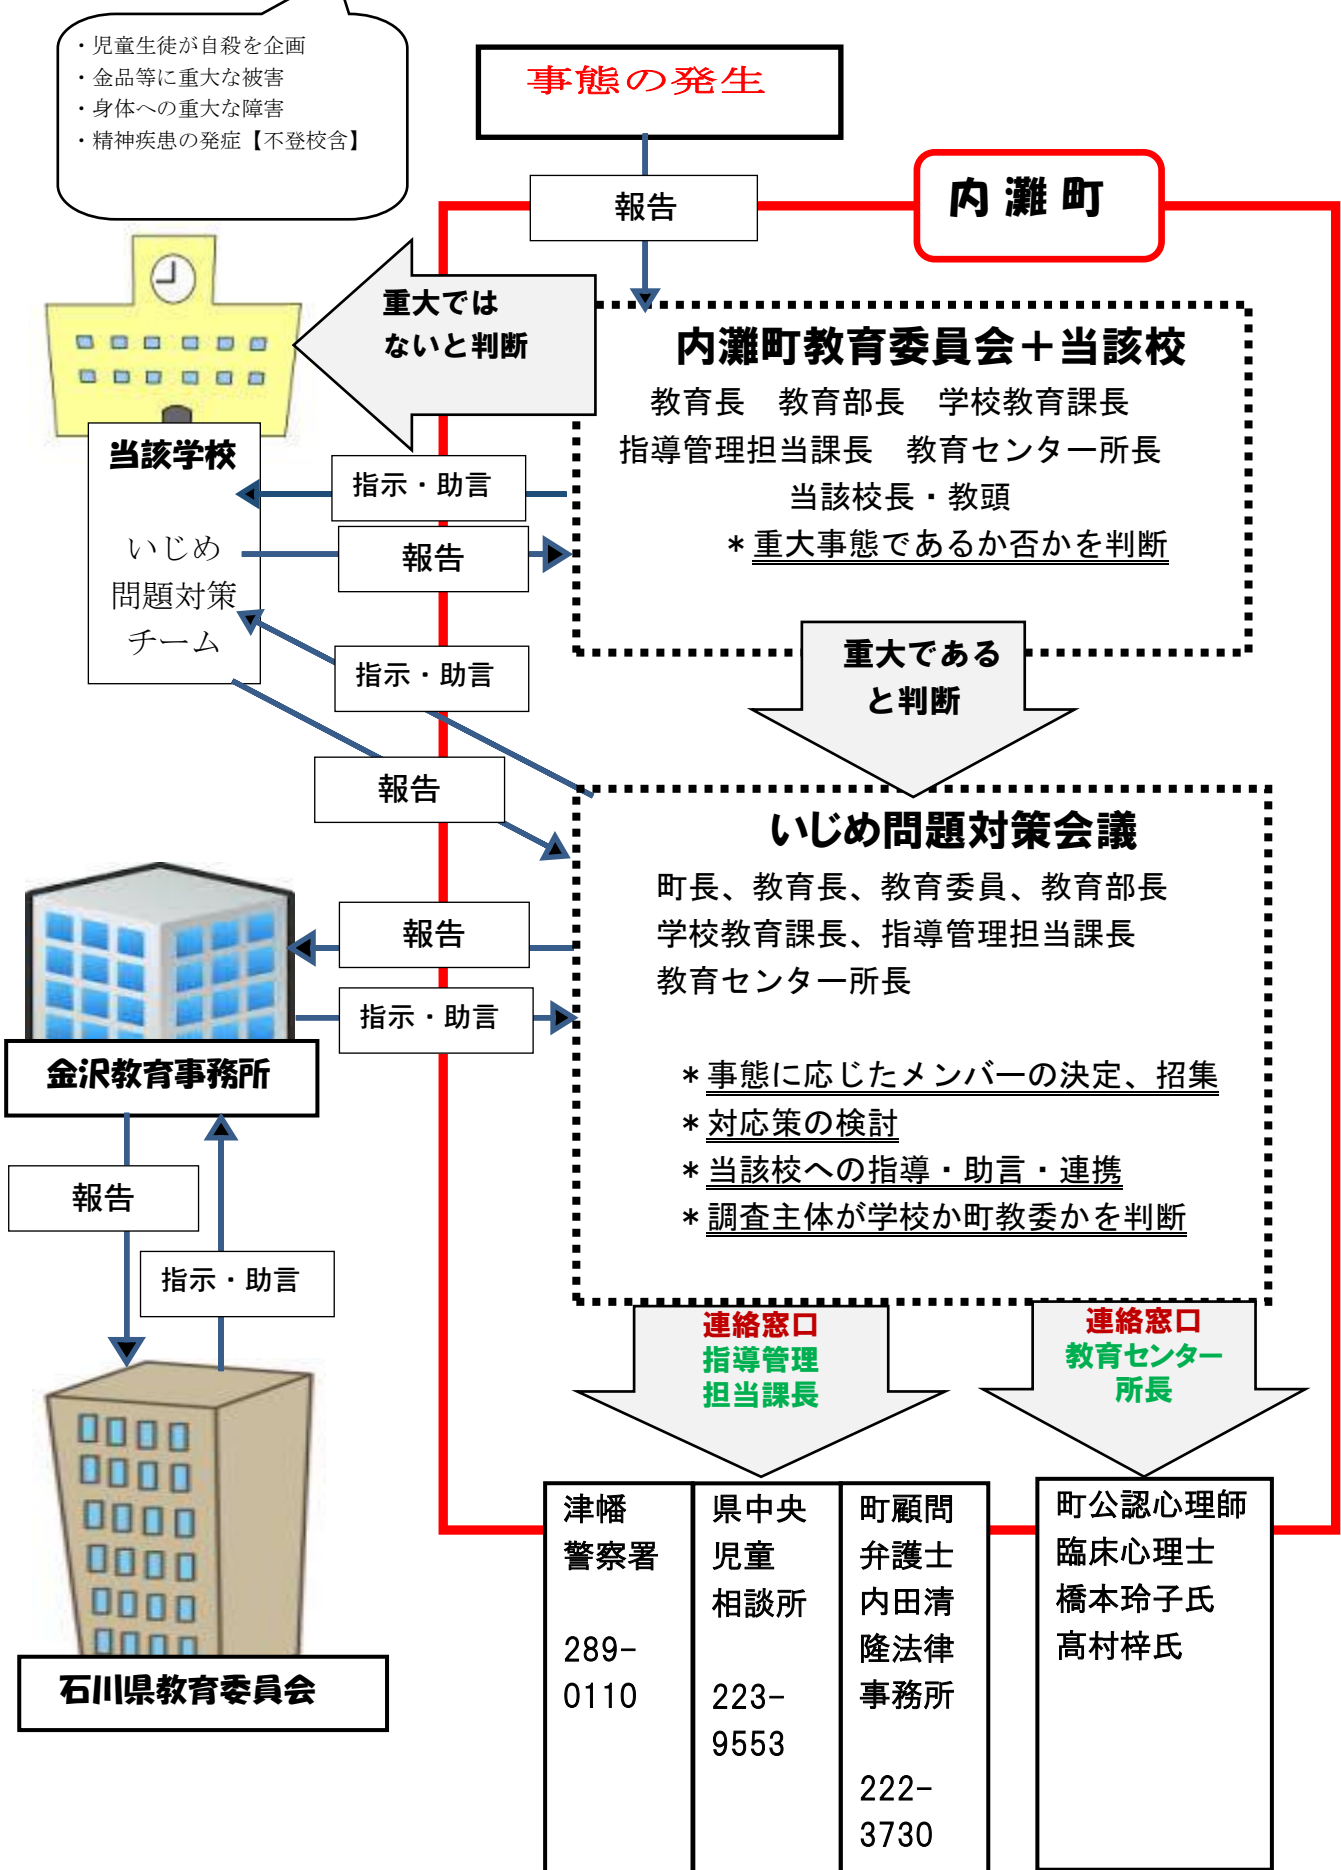 ・児童生徒が自殺を企画
・金品等に重大な被害
・身体への重大な障害
・精神疾患の発症【不登校含】
事態の発生
報告
内灘町
重大では
ないと判断
内灘町教育委員会＋当該校
教育長　教育部長　学校教育課長
指導管理担当課長　教育センター所長
当該校長・教頭
＊重大事態であるか否かを判断
当該学校
いじめ
問題対策
チーム
指示・助言
報告
指示・助言
報告
重大である
と判断
いじめ問題対策会議
町長、教育長、教育委員、教育部長
学校教育課長、指導管理担当課長
教育センター所長
＊事態に応じたメンバーの決定、招集
＊対応策の検討
＊当該校への指導・助言・連携
＊調査主体が学校か町教委かを判断
報告
指示・助言
金沢教育事務所
報告
指示・助言
石川県教育委員会
連絡窓口
指導管理
担当課長
連絡窓口
教育センター
所長
津幡
警察署
289-
0110
県中央
児童
相談所
223-
9553
町顧問
弁護士
内田清
隆法律
事務所
222-
3730
町公認心理師
臨床心理士
橋本玲子氏
髙村梓氏